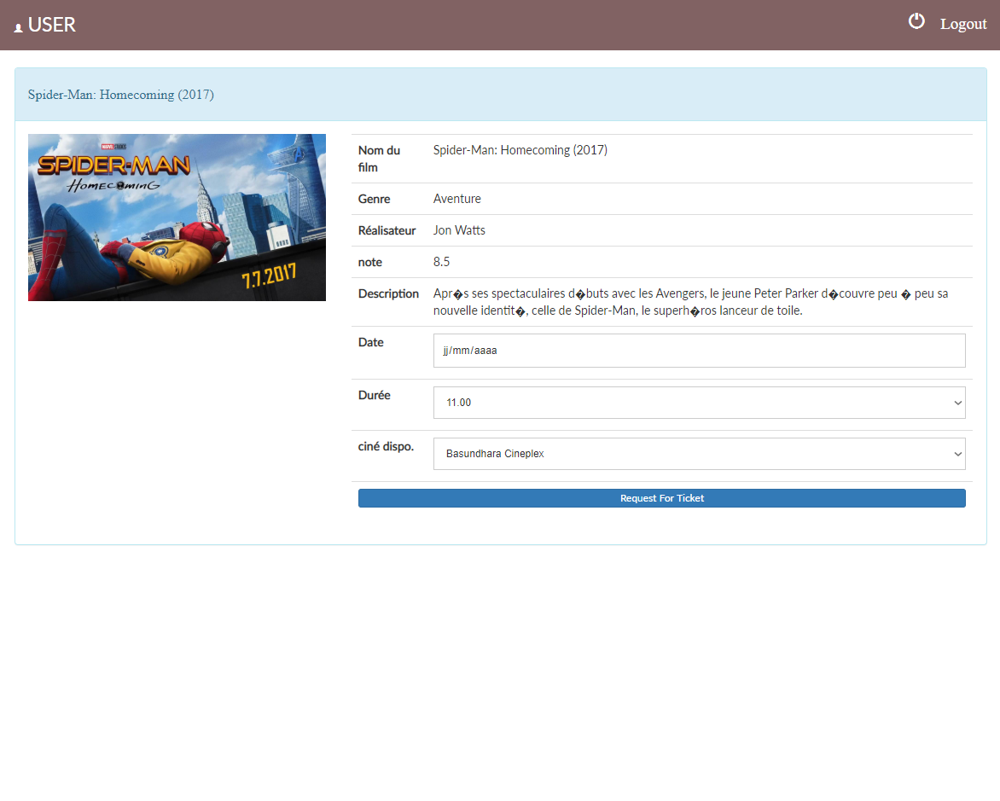 USER
Logout
Spider-Man: Homecoming (2017)
MARVEL STUDIOS
SPIDER-MAN
HOMECOMING
7.7.2017
Nom du
film
Spider-Man: Homecoming (2017)
Genre
Aventure
Réalisateur
Jon Watts
note
8.5
Description
Apr�s ses spectaculaires d�buts avec les Avengers, le jeune Peter Parker d�couvre peu � peu sa
nouvelle identit�, celle de Spider-Man, le superh�ros lanceur de toile.
Date
jj/mm/aaaa
Durée
11.00
ciné dispo.
Basundhara Cineplex
Request For Ticket